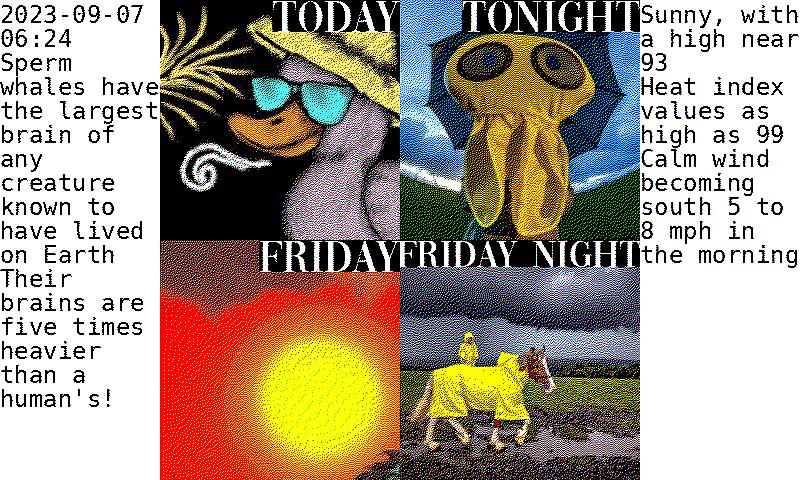 2023-09-07
06:24
Sperm
whales have
the largest
brain of
any
creature
known to
have lived
on Earth
Their
brains are
five times
heavier
than a
human's!
TODAY
TONIGHT
FRIDAY
FRIDAY NIGHT
Sunny, with
a high near
93
Heat index
values as
high as 99
Calm wind
becoming
south 5 to
8 mph in
the morning